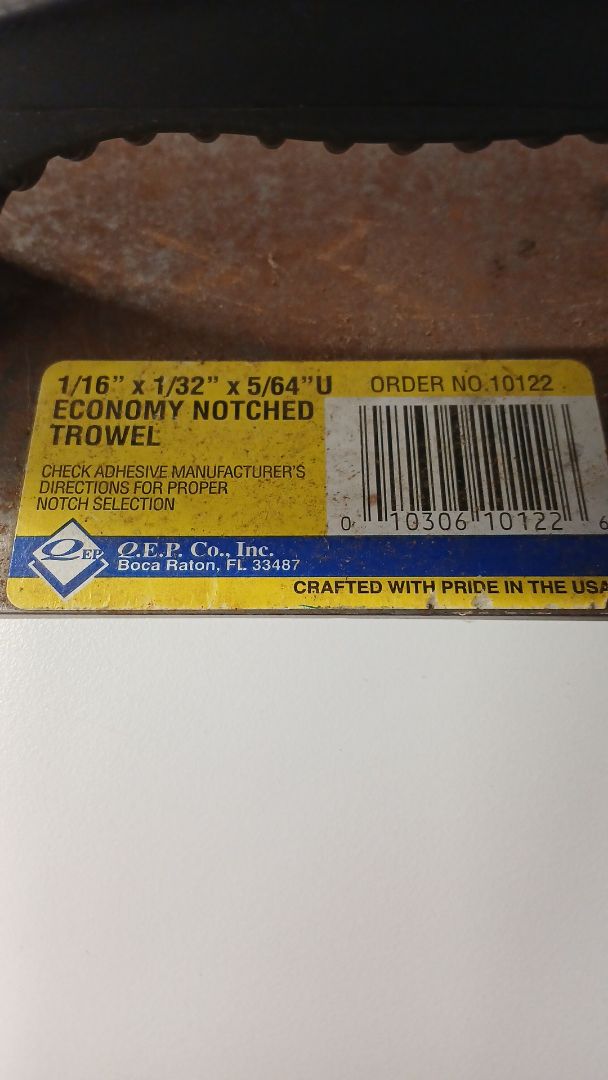 1/16" x 1/32" x 5/64"U
ECONOMY NOTCHED
TROWEL
CHECK ADHESIVE MANUFACTURER'S
DIRECTIONS FOR PROPER
NOTCH SELECTION
ORDER NO.10122
0 10306 10122 6
QEP
Q.E.P. Co., Inc.
Boca Raton, FL 33487
CRAFTED WITH PRIDE IN THE USA